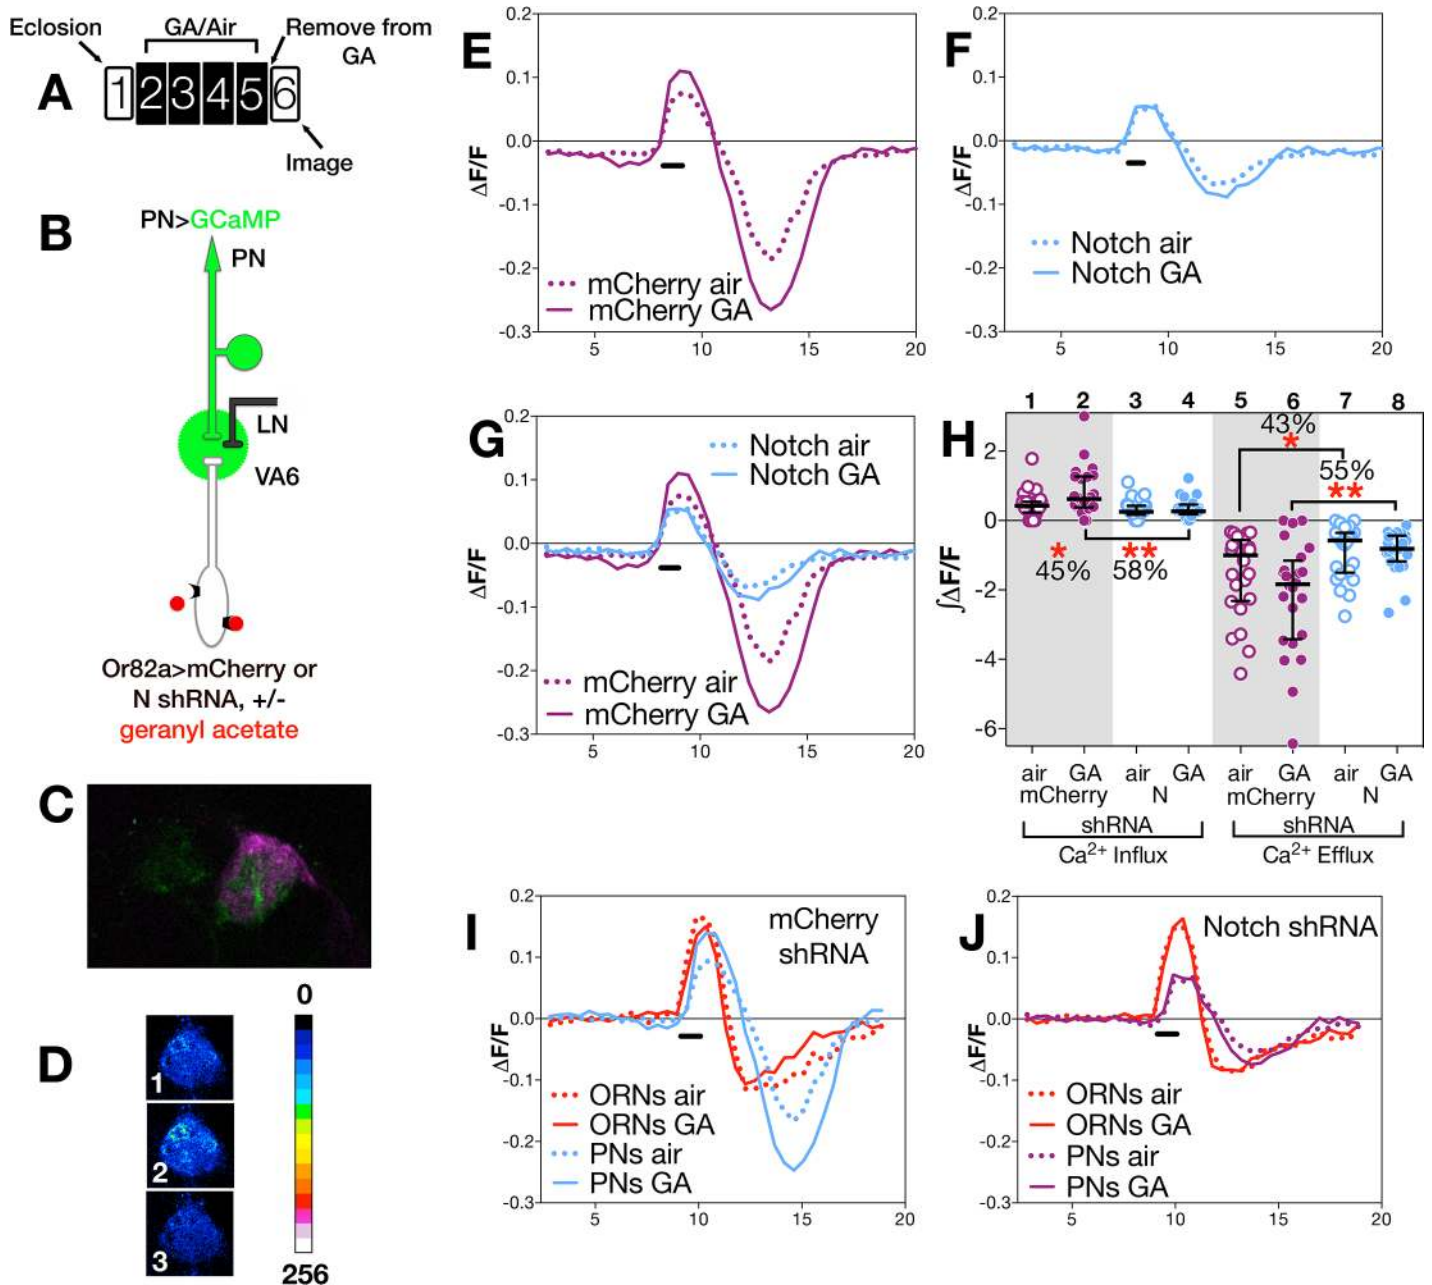 Eclosion
GA/Air
Remove from
GA
A
1 2 3 4 5 6
Image
B
PN>GCaMP
PN
LN
VA6
Or82a>mCherry or
N shRNA, +/-
geranyl acetate
C
D
1
2
3
0
256
E
0.2
0.1
0.0
-0.1
-0.2
-0.3
ΔF/F
mCherry air
mCherry GA
5 10 15 20
F
0.2
0.1
0.0
-0.1
-0.2
-0.3
ΔF/F
Notch air
Notch GA
5 10 15 20
G
0.2
0.1
0.0
-0.1
-0.2
-0.3
ΔF/F
Notch air
Notch GA
mCherry air
mCherry GA
5 10 15 20
H
1 2 3 4 5 6 7 8
43%
*
55%
**
* **
45% 58%
2
0
-2
-4
-6
∫ΔF/F
air GA air GA air GA air GA
mCherry N mCherry N
shRNA shRNA
Ca2+ Influx Ca2+ Efflux
I
mCherry
shRNA
0.2
0.1
0.0
-0.1
-0.2
-0.3
ΔF/F
ORNs air
ORNs GA
PNs air
PNs GA
5 10 15 20
J
Notch shRNA
0.2
0.1
0.0
-0.1
-0.2
-0.3
ΔF/F
ORNs air
ORNs GA
PNs air
PNs GA
5 10 15 20